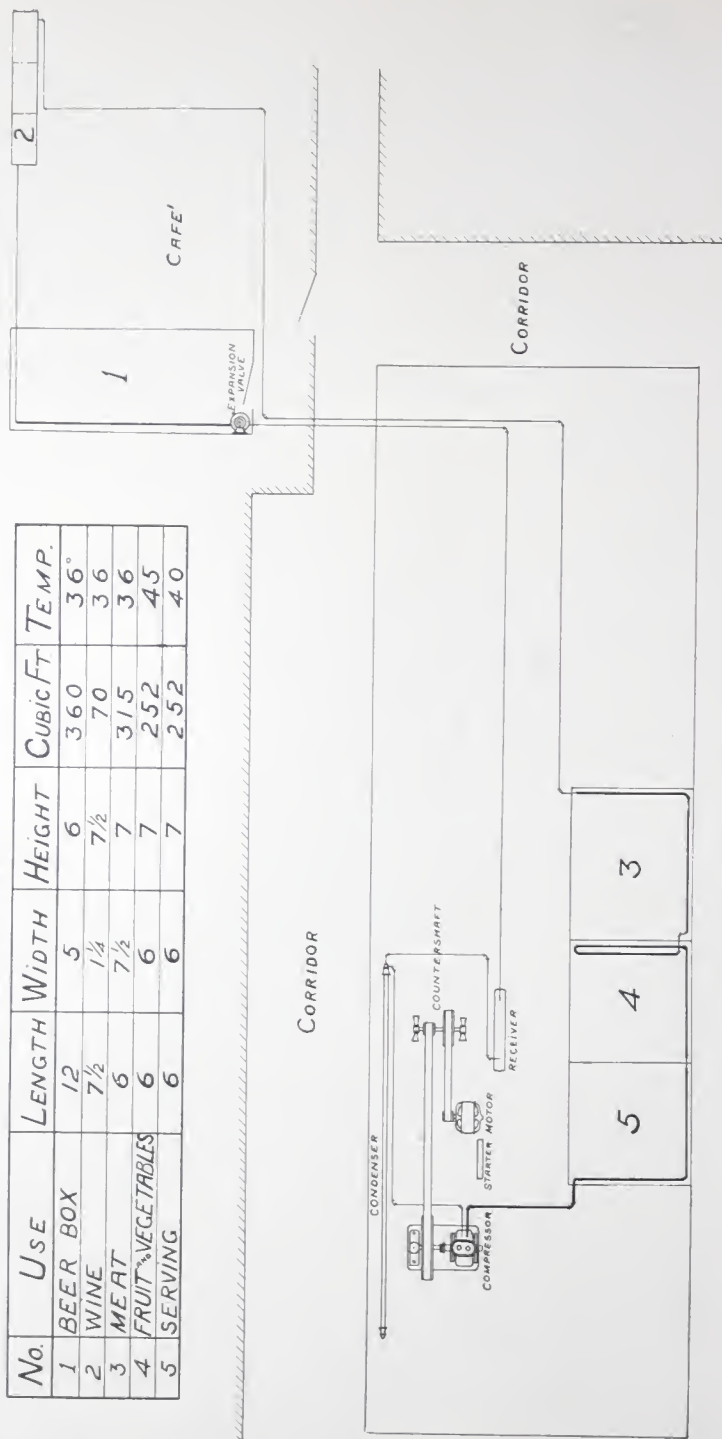 No. USE LENGTH WIDTH HEIGHT CUBIC FT TEMP.
1 BEER BOX 12 5 6 360 36°
2 WINE 7½ 1¼ 7½ 70 36
3 MEAT 6 7½ 7 315 36
4 FRUIT AND VEGETABLES 6 6 7 252 45
5 SERVING 6 6 7 252 40
1
2
CAFE'
EXPANSION
VALVE
CORRIDOR
CORRIDOR
CONDENSER
COUNTERSHAFT
COMPRESSOR
STARTER MOTOR
RECEIVER
5
4
3